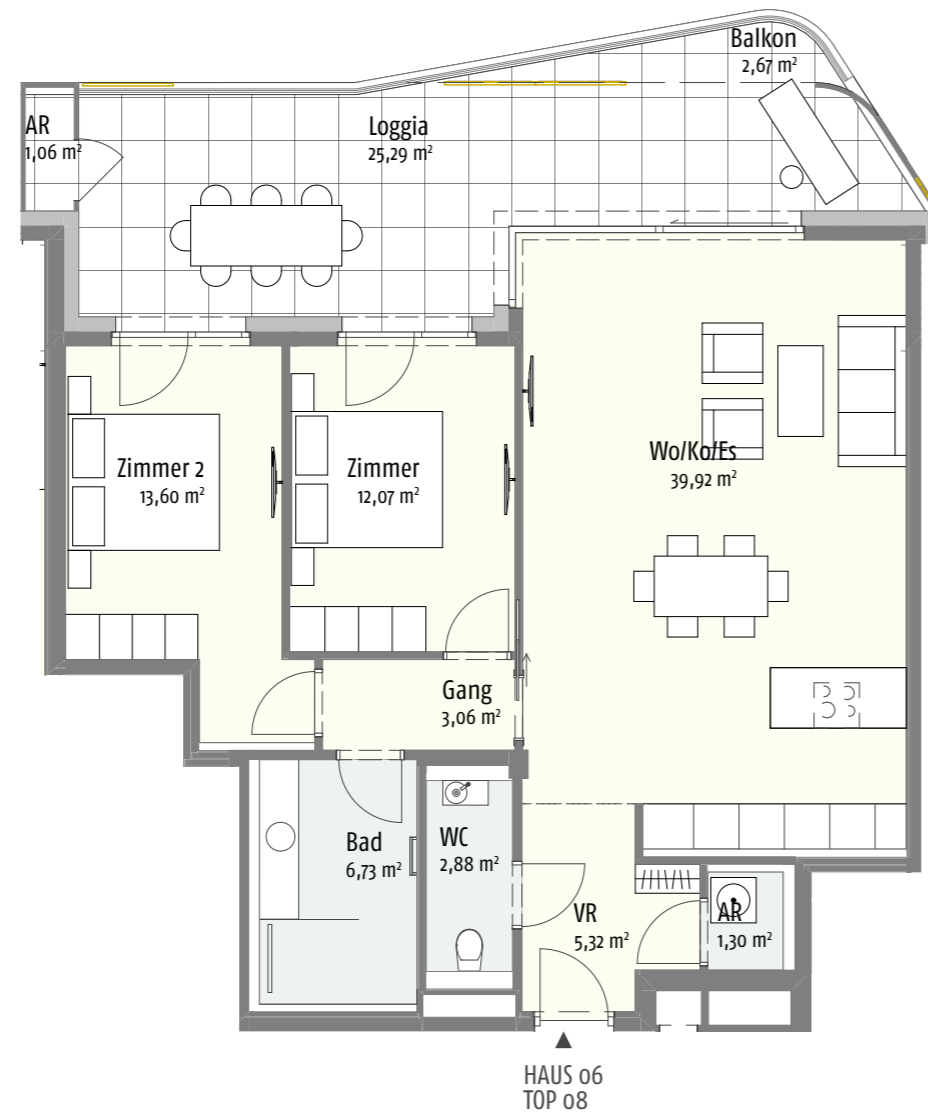 Balkon
2,67 m²
AR
1,06 m²
Loggia
25,29 m²
Wo/Ko/Es
39,92 m²
Zimmer 2
13,60 m²
Zimmer
12,07 m²
Gang
3,06 m²
Bad
6,73 m²
WC
2,88 m²
VR
5,32 m²
AR
1,30 m²
HAUS 06
TOP 08